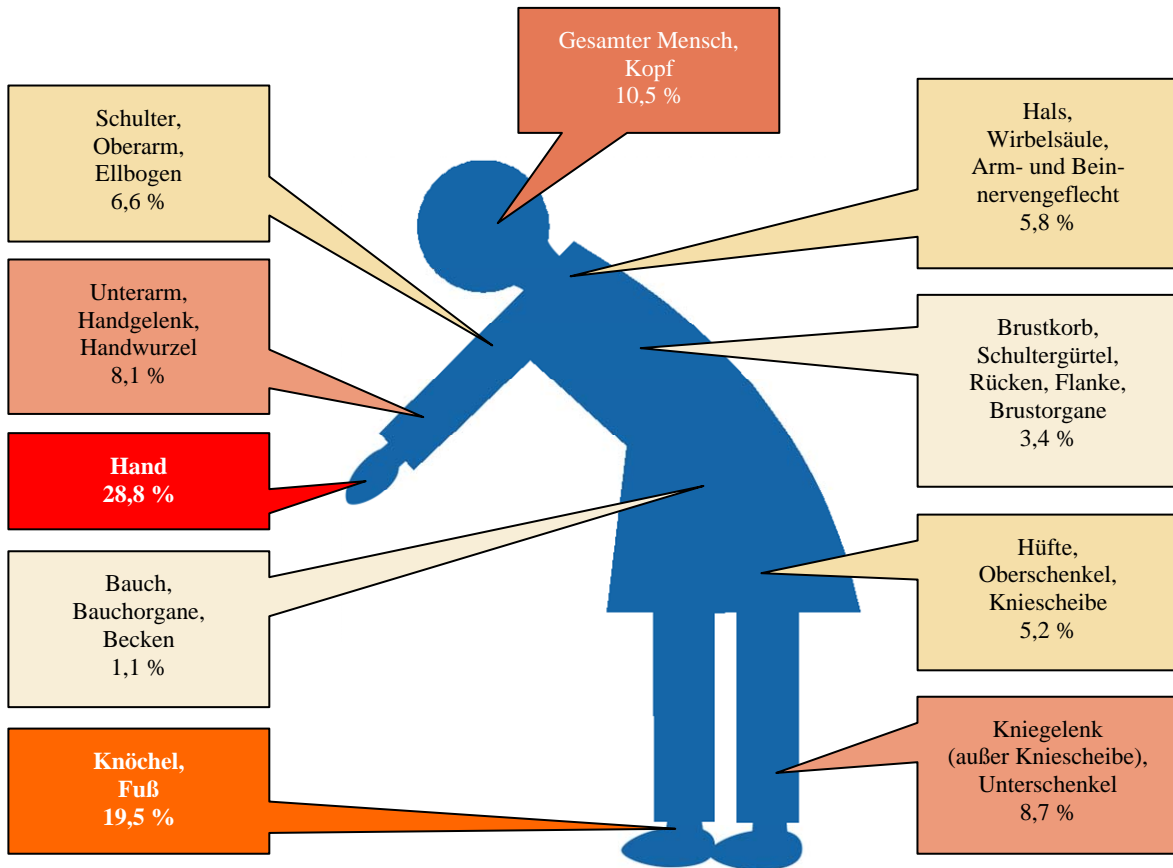 Gesamter Mensch,
Kopf
10,5 %
Schulter,
Oberarm,
Ellbogen
6,6 %
Hals,
Wirbelsäule,
Arm- und Bein-
nervengeflecht
5,8 %
Unterarm,
Handgelenk,
Handwurzel
8,1 %
Brustkorb,
Schultergürtel,
Rücken, Flanke,
Brustorgane
3,4 %
Hand
28,8 %
Bauch,
Bauchorgane,
Becken
1,1 %
Hüfte,
Oberschenkel,
Kniescheibe
5,2 %
Knöchel,
Fuß
19,5 %
Kniegelenk
(außer Kniescheibe),
Unterschenkel
8,7 %